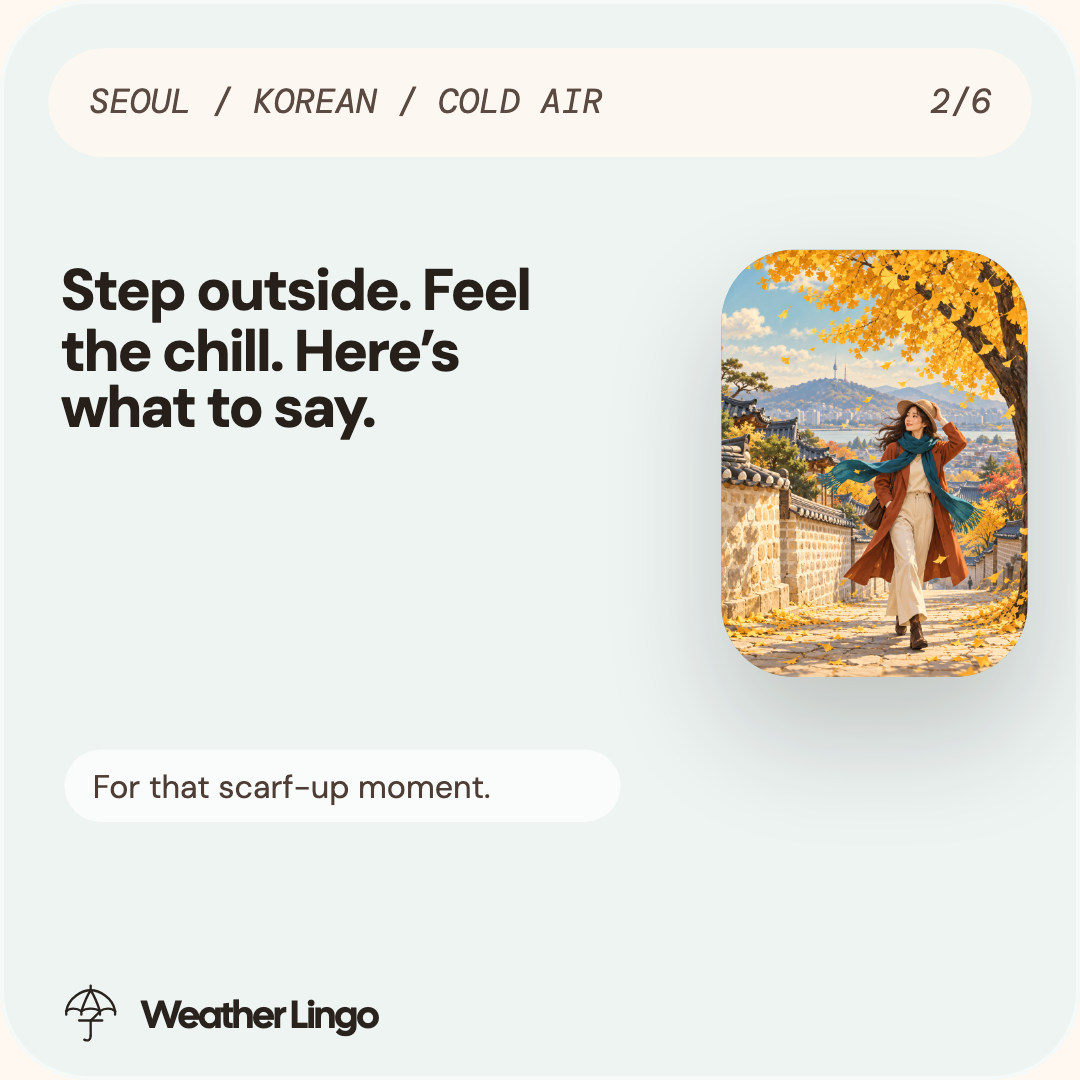 SEOUL / KOREAN / COLD AIR 2/6
Step outside. Feel
the chill. Here’s
what to say.
For that scarf-up moment.
Weather Lingo